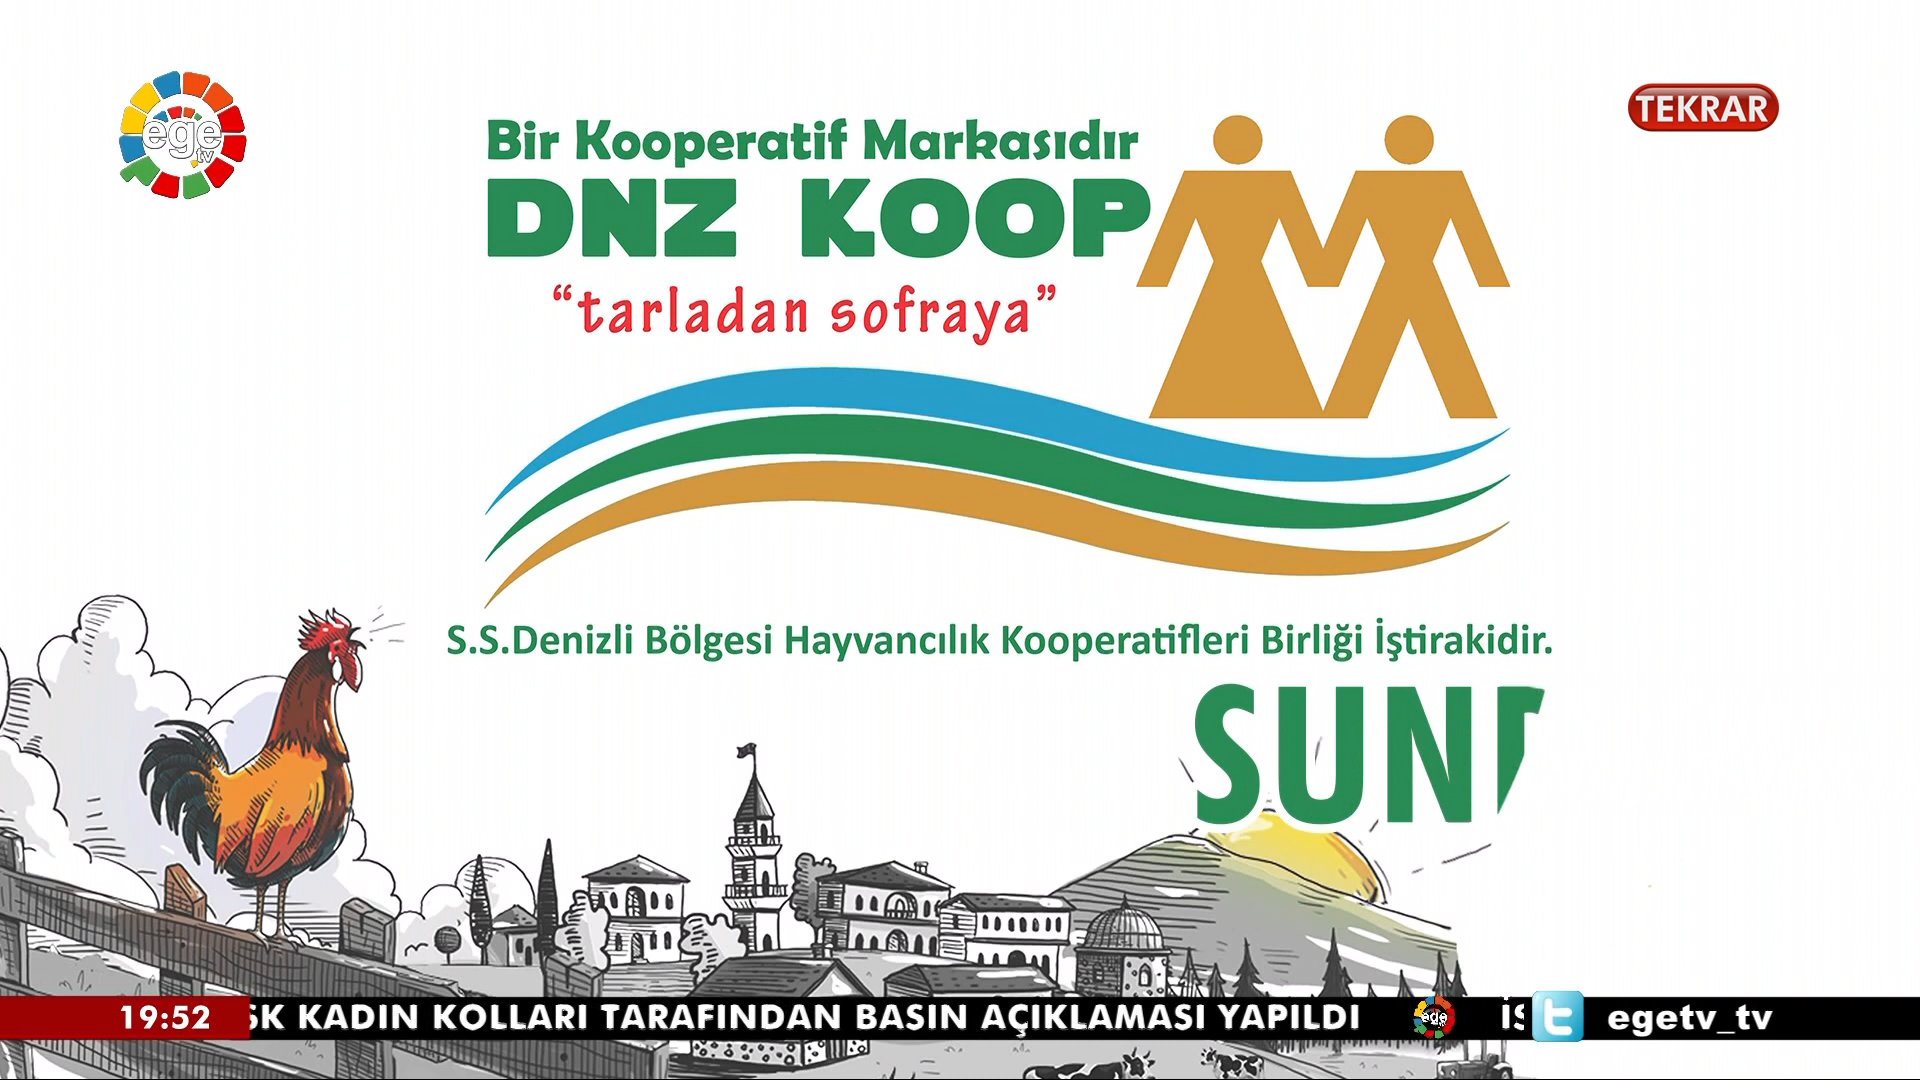 ege
tv
TEKRAR
Bir Kooperatif Markasıdır
DNZ KOOP
“tarladan sofraya”
S.S.Denizli Bölgesi Hayvancılık Kooperatifleri Birliği İştirakidir.
19:52 SK KADIN KOLLARI TARAFINDAN BASIN AÇIKLAMASI YAPILDI egetv_tv